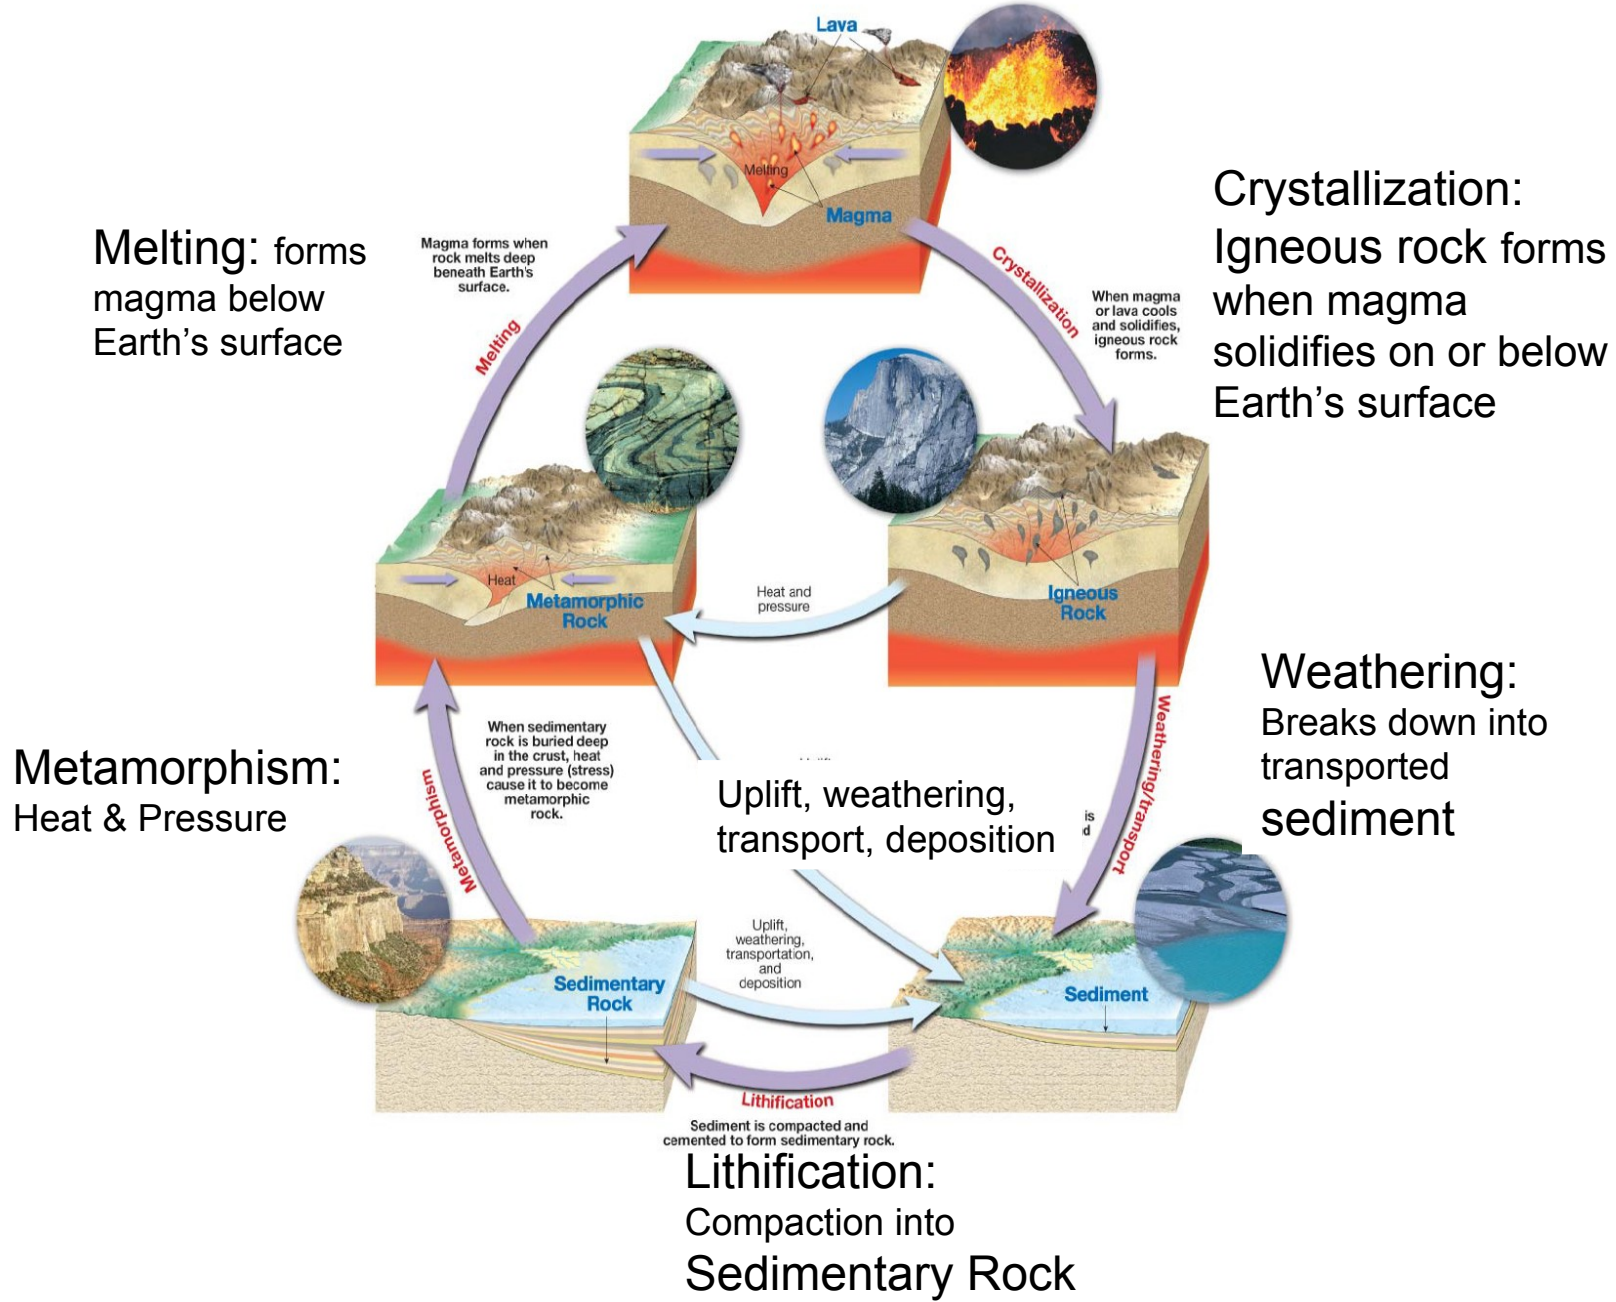 Lava
Melting
Magma
Melting: forms
magma below
Earth’s surface
Magma forms when
rock melts deep
beneath Earth's
surface.
Melting
Crystallization
When magma
or lava cools
and solidifies,
igneous rock
forms.
Crystallization:
Igneous rock forms
when magma
solidifies on or below
Earth’s surface
Heat
Metamorphic
Rock
Heat and
pressure
Igneous
Rock
Weathering:
Breaks down into
transported
sediment
Weathering/transport
Metamorphism:
Heat & Pressure
Metamorphism
When sedimentary
rock is buried deep
in the crust, heat
and pressure (stress)
cause it to become
metamorphic
rock.
Uplift, weathering,
transport, deposition
is
d
Sedimentary
Rock
Uplift,
weathering,
transportation,
and
deposition
Sediment
Lithification
Sediment is compacted and
cemented to form sedimentary rock.
Lithification:
Compaction into
Sedimentary Rock